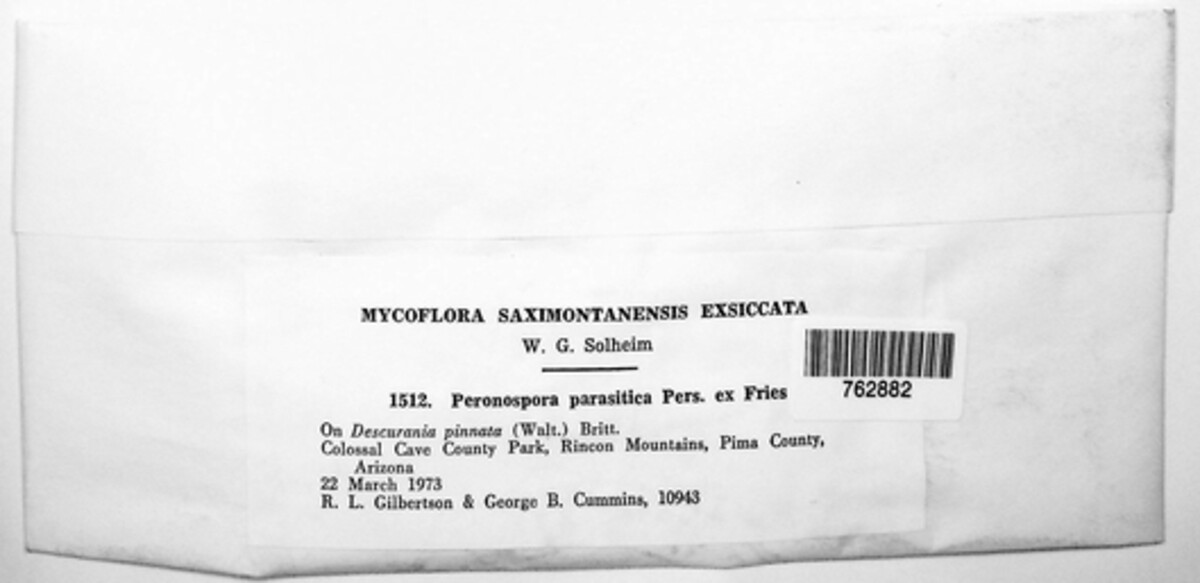 MYCOFLORA SAXIMONTANENSIS EXSICCATA
W. G. Solheim
1512. Peronospora parasitica Pers. ex Fries
762882
On Descurania pinnata (Walt.) Britt.
Colossal Cave County Park, Rincon Mountains, Pima County,
Arizona
22 March 1973
R. L. Gilbertson & George B. Cummins, 10943